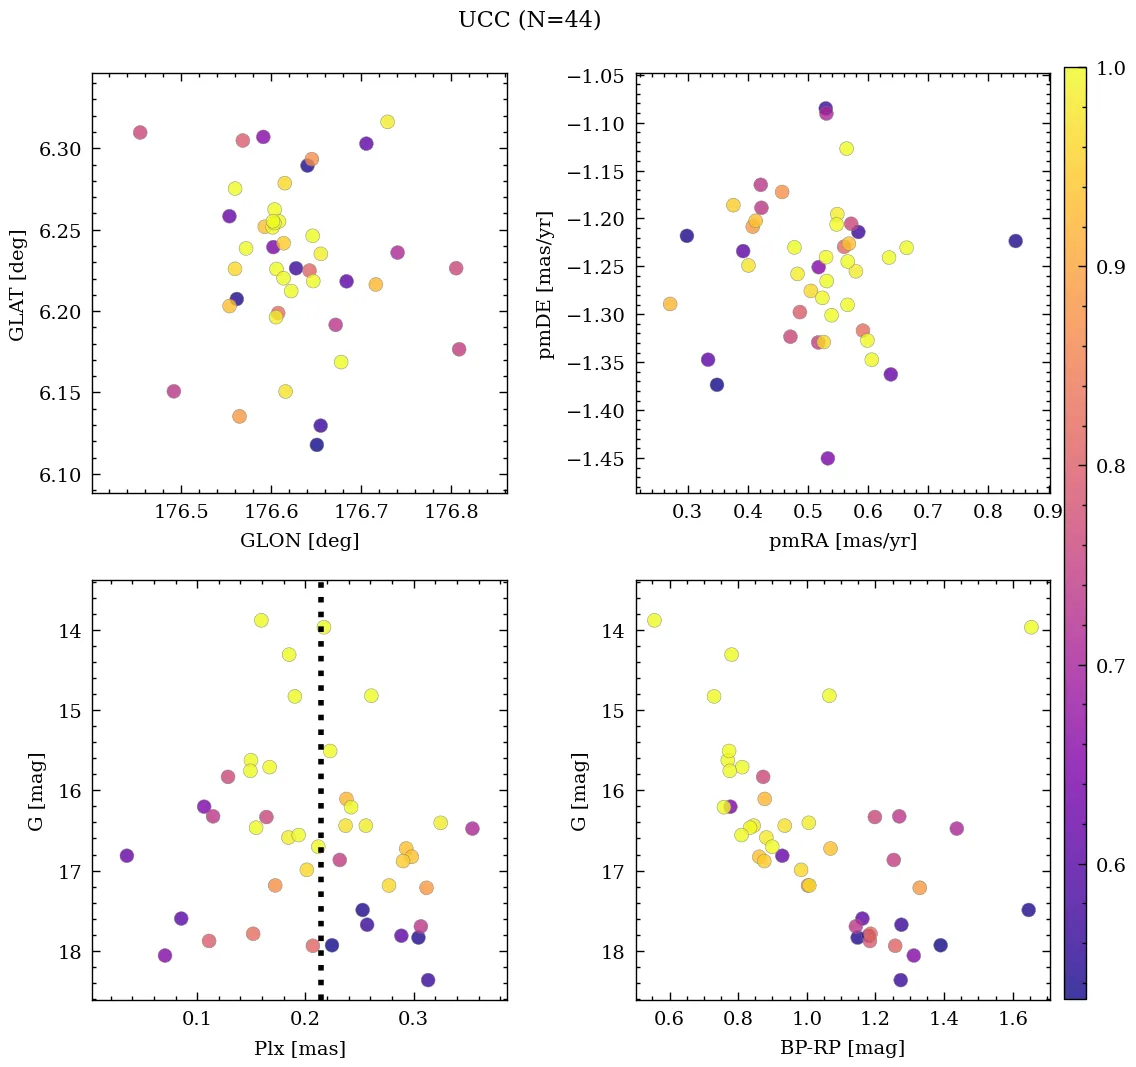 UCC (N=44)
6.30
6.25
6.20
6.15
6.10
GLAT [deg]
176.5 176.6 176.7 176.8
GLON [deg]
−1.05
−1.10
−1.15
−1.20
−1.25
−1.30
−1.35
−1.40
−1.45
pmDE [mas/yr]
0.3 0.4 0.5 0.6 0.7 0.8 0.9
pmRA [mas/yr]
14
15
16
17
18
G [mag]
0.1 0.2 0.3
Plx [mas]
14
15
16
17
18
G [mag]
0.6 0.8 1.0 1.2 1.4 1.6
BP-RP [mag]
1.0
0.9
0.8
0.7
0.6